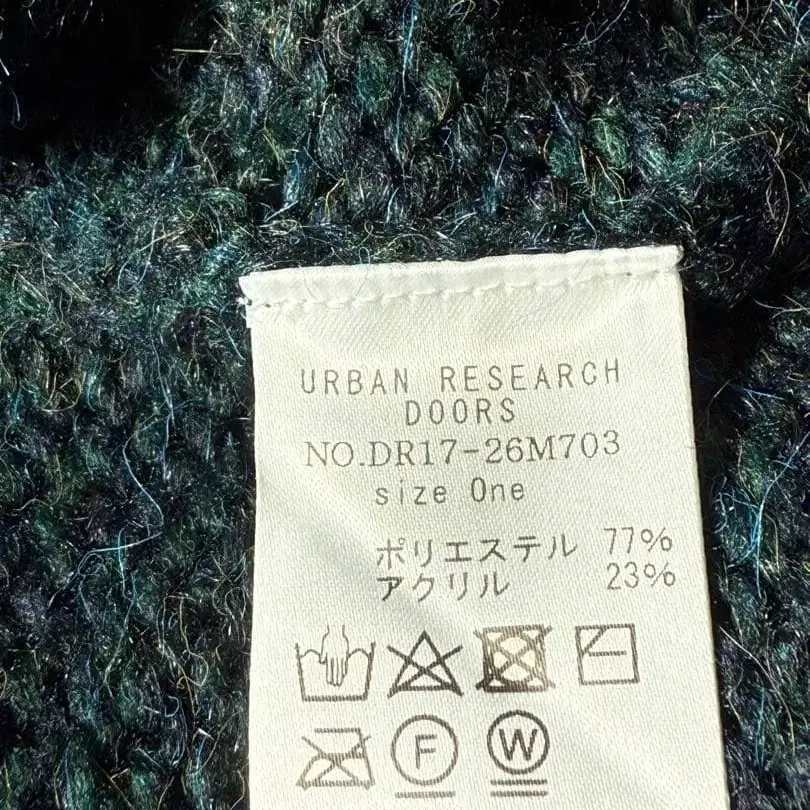 URBAN RESEARCH
DOORS
NO.DR17-26M703
size One
ポリエステル 77%
アクリル 23%
F W